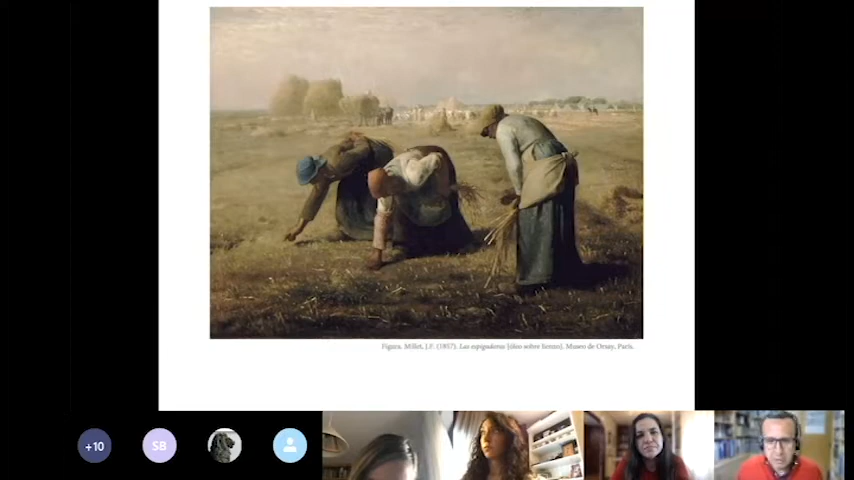 Figura. Millet, J.F. (1857). Las espigadoras [óleo sobre lienzo]. Museo de Orsay. París.
+10
SB